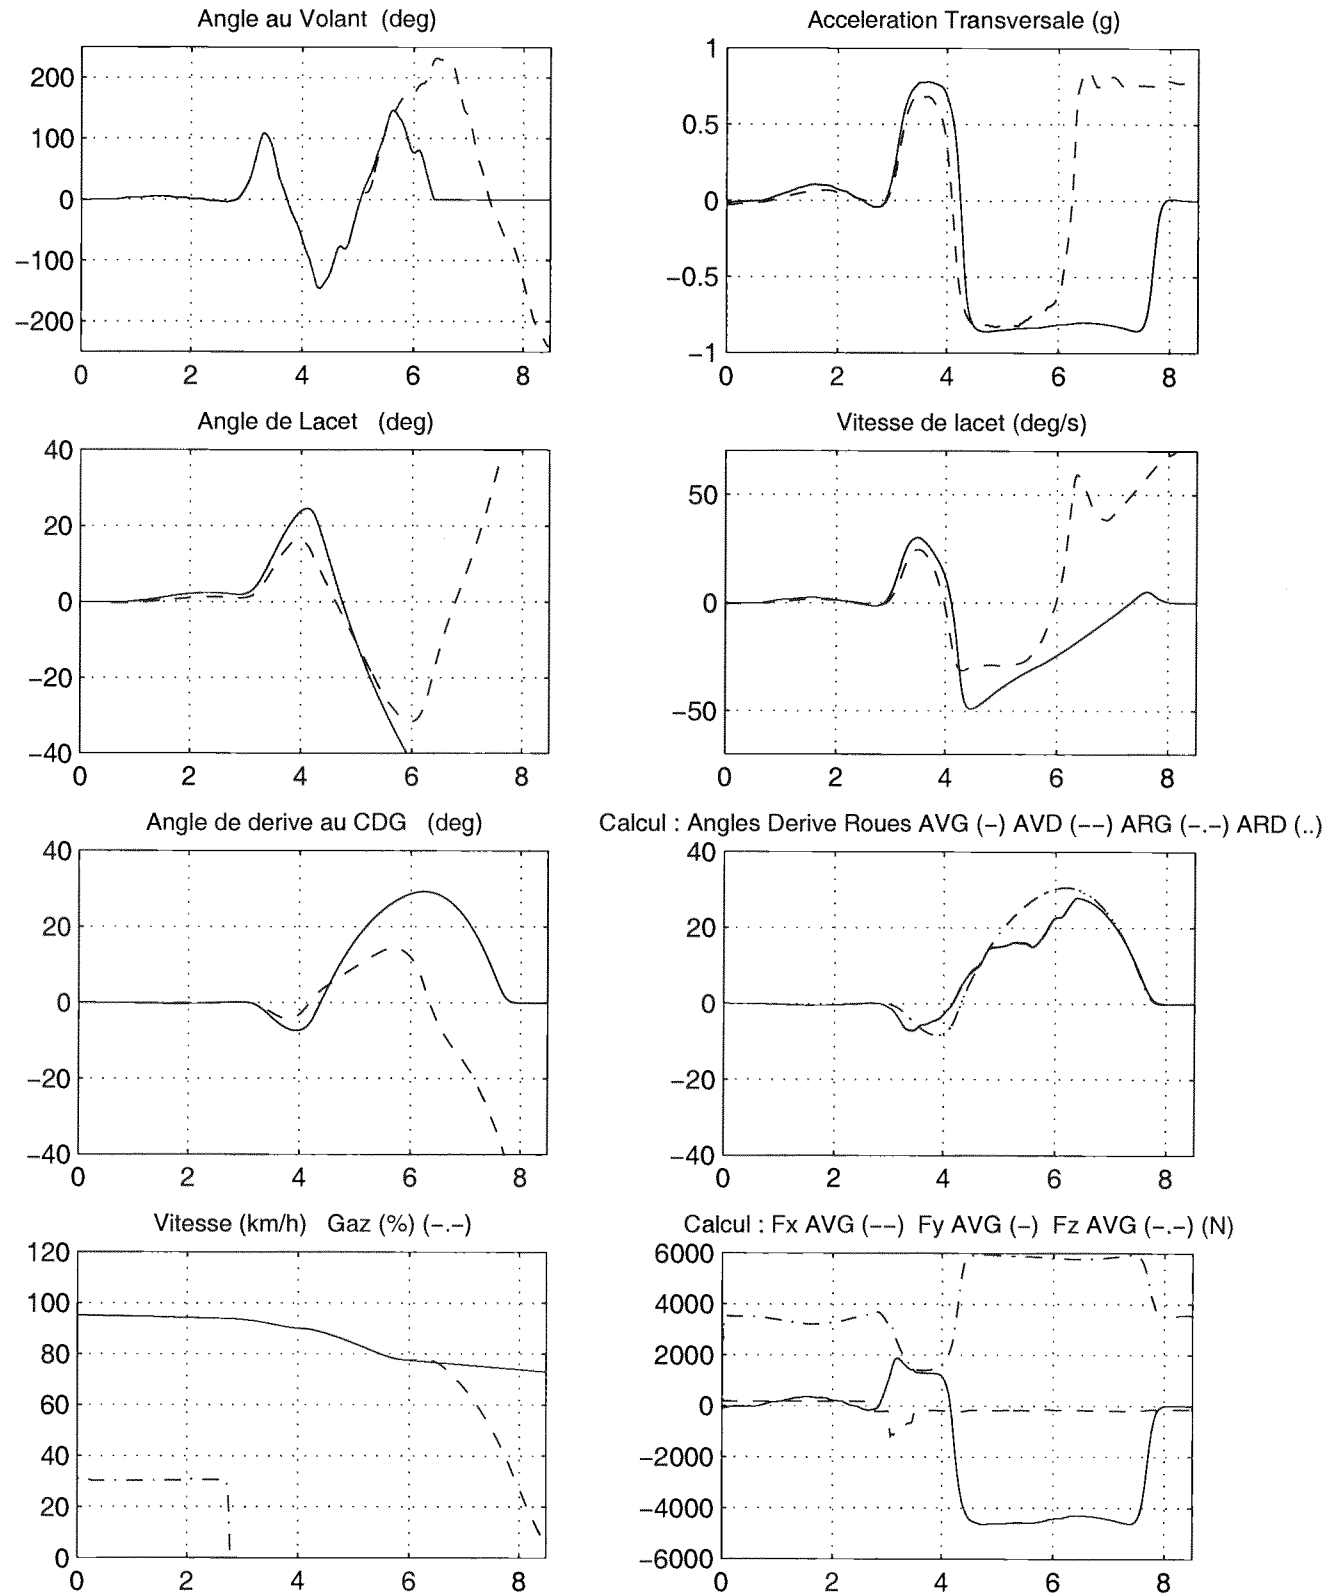 Angle au Volant (deg)
200
100
0
−100
−200
0 2 4 6 8
Acceleration Transversale (g)
1
0.5
0
−0.5
−1
0 2 4 6 8
Angle de Lacet (deg)
40
20
0
−20
−40
0 2 4 6 8
Vitesse de lacet (deg/s)
50
0
−50
0 2 4 6 8
Angle de derive au CDG (deg)
40
20
0
−20
−40
0 2 4 6 8
Calcul : Angles Derive Roues AVG (−) AVD (−−) ARG (−.−) ARD (..)
40
20
0
−20
−40
0 2 4 6 8
Vitesse (km/h) Gaz (%) (−.−)
120
100
80
60
40
20
0
0 2 4 6 8
Calcul : Fx AVG (−−) Fy AVG (−) Fz AVG (−.−) (N)
6000
4000
2000
0
−2000
−4000
−6000
0 2 4 6 8